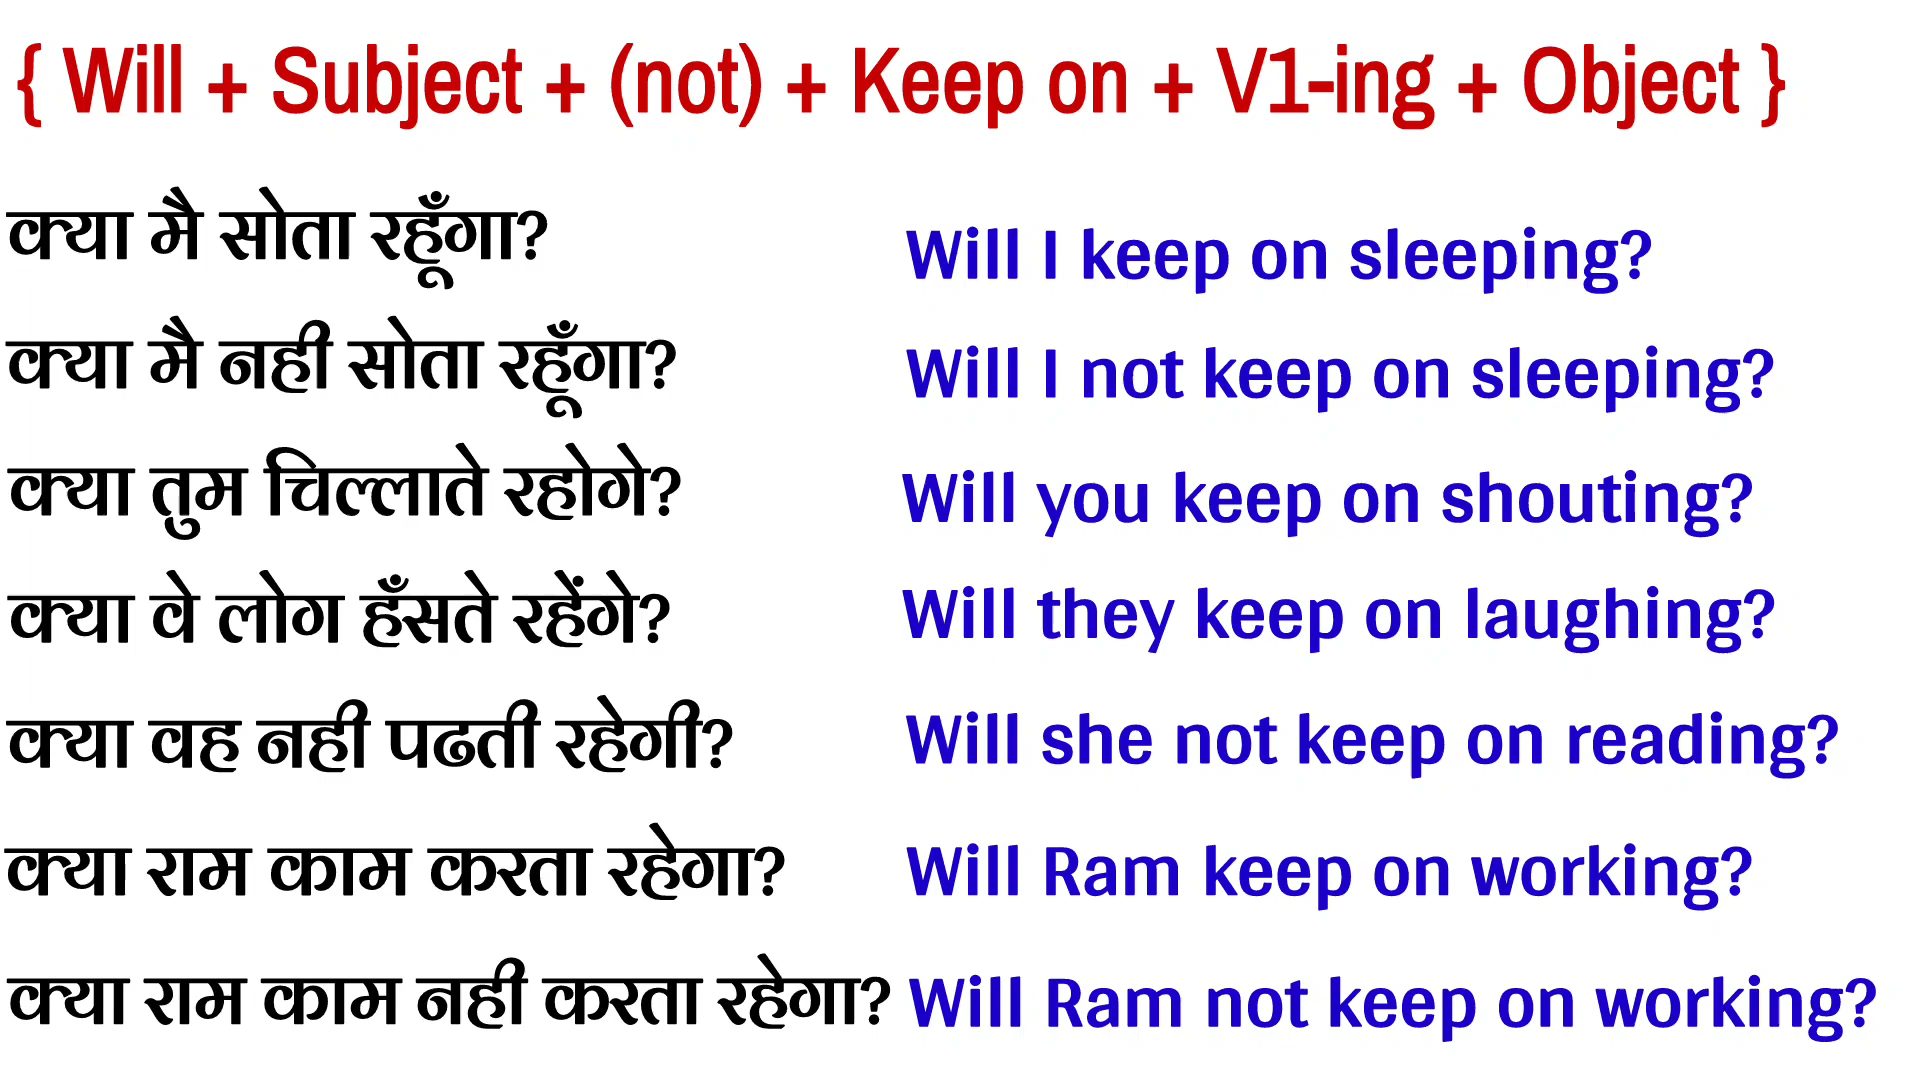 { Will + Subject + (not) + Keep on + V1-ing + Object }
क्या मै सोता रहूँगा? Will I keep on sleeping?
क्या मै नही सोता रहूँगा? Will I not keep on sleeping?
क्या तुम चिल्लाते रहोगे? Will you keep on shouting?
क्या वे लोग हँसते रहेंगे? Will they keep on laughing?
क्या वह नही पढती रहेगी? Will she not keep on reading?
क्या राम काम करता रहेगा? Will Ram keep on working?
क्या राम काम नही करता रहेगा? Will Ram not keep on working?